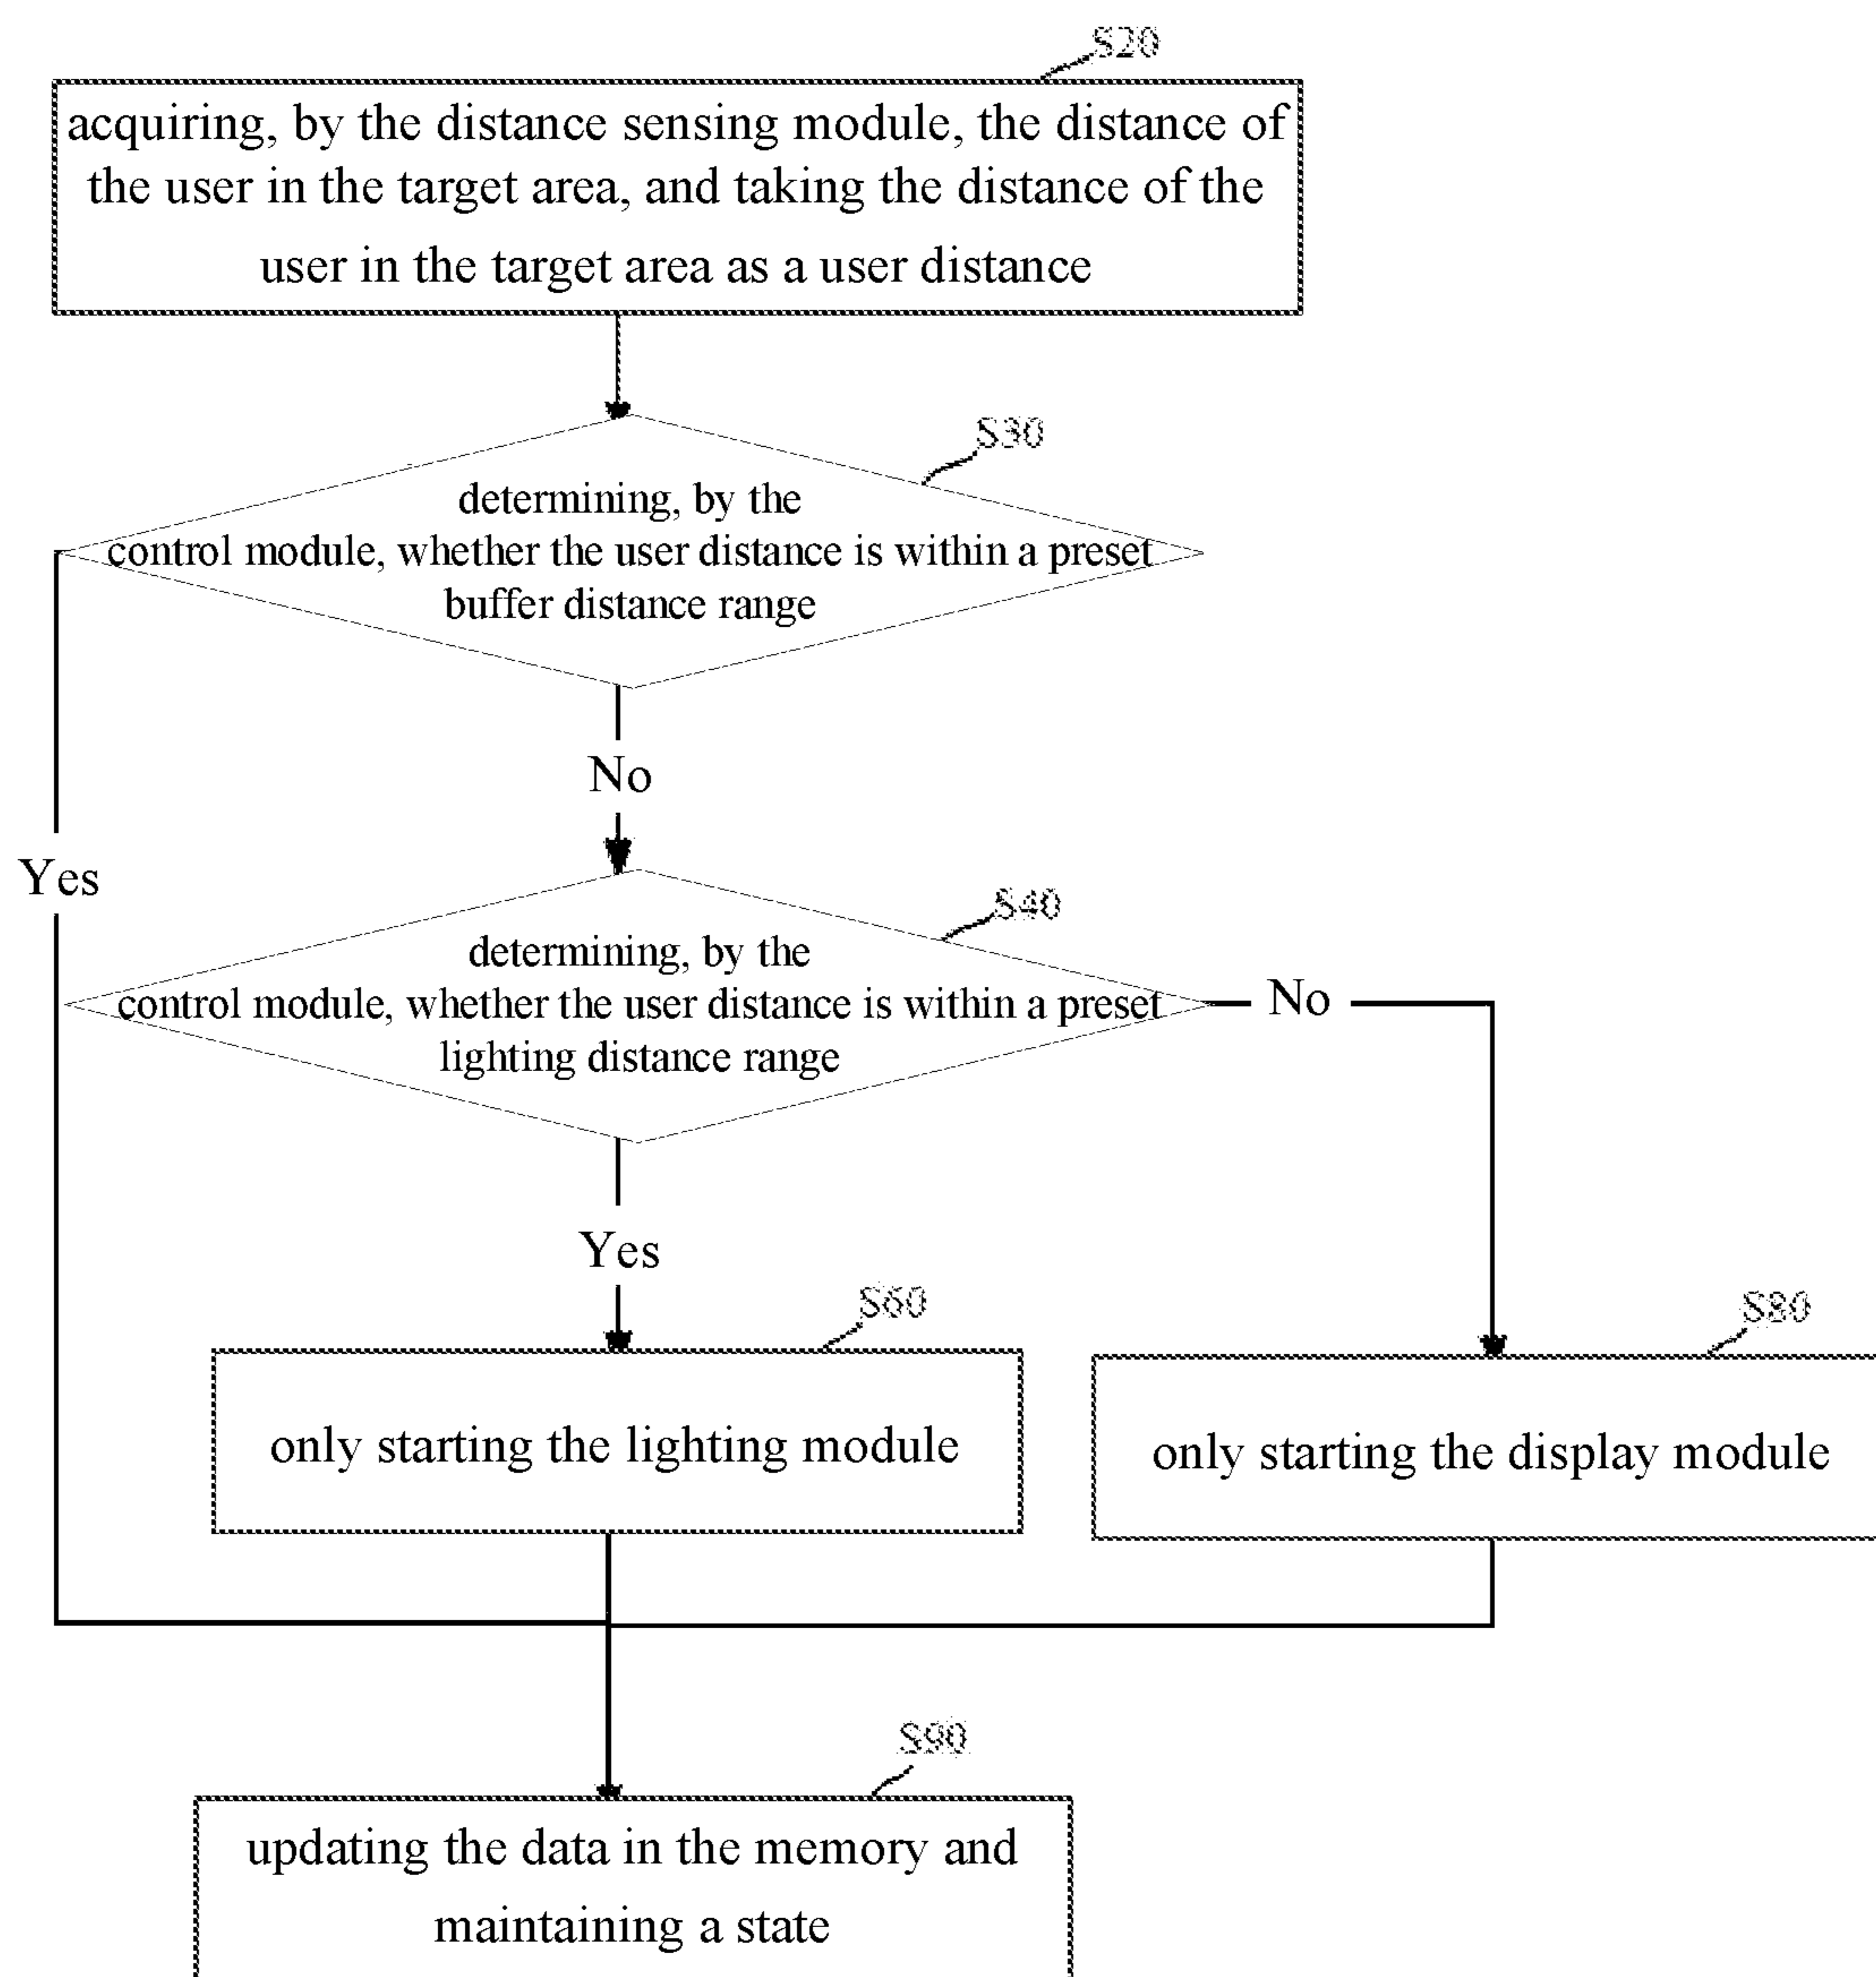 S20
acquiring, by the distance sensing module, the distance of
the user in the target area, and taking the distance of the
user in the target area as a user distance
S30
determining, by the
control module, whether the user distance is within a preset
buffer distance range
No
Yes
S40
determining, by the
control module, whether the user distance is within a preset
lighting distance range
No
Yes
S60
only starting the lighting module
S80
only starting the display module
S90
updating the data in the memory and
maintaining a state